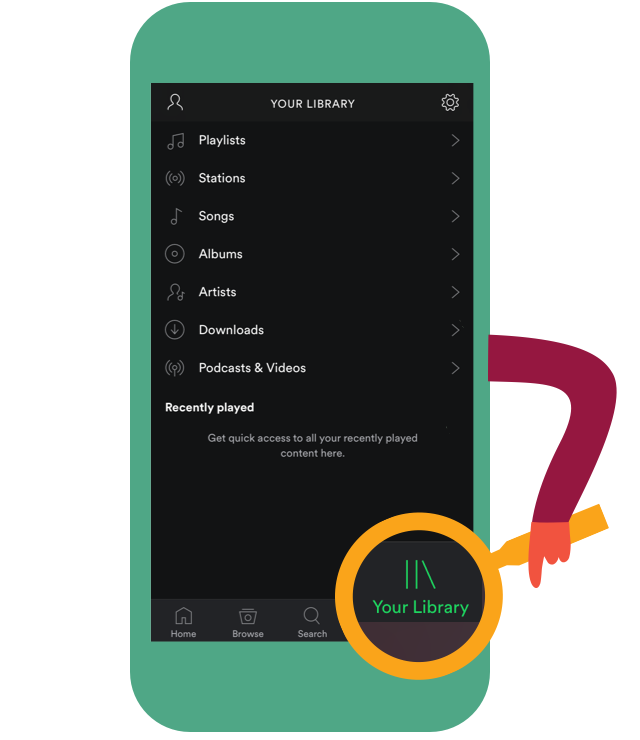 YOUR LIBRARY
Playlists
Stations
Songs
Albums
Artists
Downloads
Podcasts & Videos
Recently played
Get quick access to all your recently played
content here.
Your Library
Home Browse Search